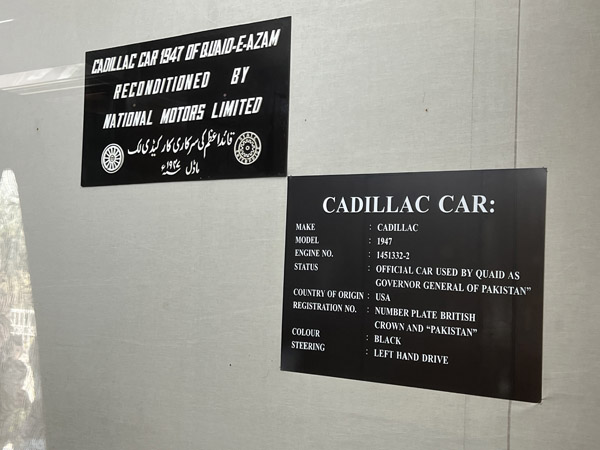 CADILLAC CAR 1947 OF QUAID-E-AZAM
RECONDITIONED BY
NATIONAL MOTORS LIMITED
قائداعظم کی سرکاری کار کیڈی لک
ماڈل ۱۹۴۷ء
CADILLAC CAR:
MAKE : CADILLAC
MODEL : 1947
ENGINE NO. : 1451332-2
STATUS : OFFICIAL CAR USED BY QUAID AS
GOVERNOR GENERAL OF PAKISTAN”
COUNTRY OF ORIGIN : USA
REGISTRATION NO. : NUMBER PLATE BRITISH
CROWN AND “PAKISTAN”
COLOUR : BLACK
STEERING : LEFT HAND DRIVE